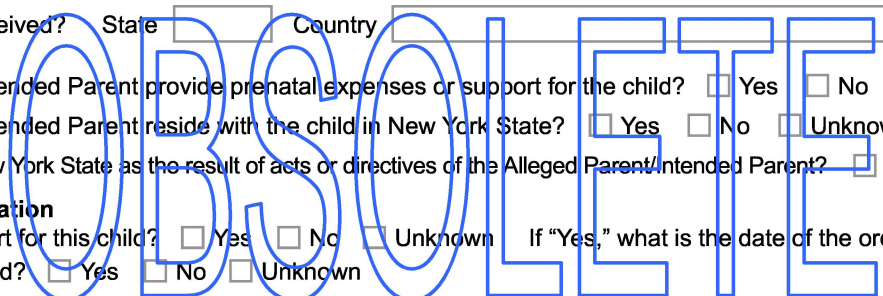 eived? State Country
ended Parent provide prenatal expenses or support for the child? Yes No
ended Parent reside with the child in New York State? Yes No Unknow
w York State as the result of acts or directives of the Alleged Parent/Intended Parent?
ation
rt for this child? Yes No Unknown If “Yes,” what is the date of the ord
d? Yes No Unknown
OBSOLETE